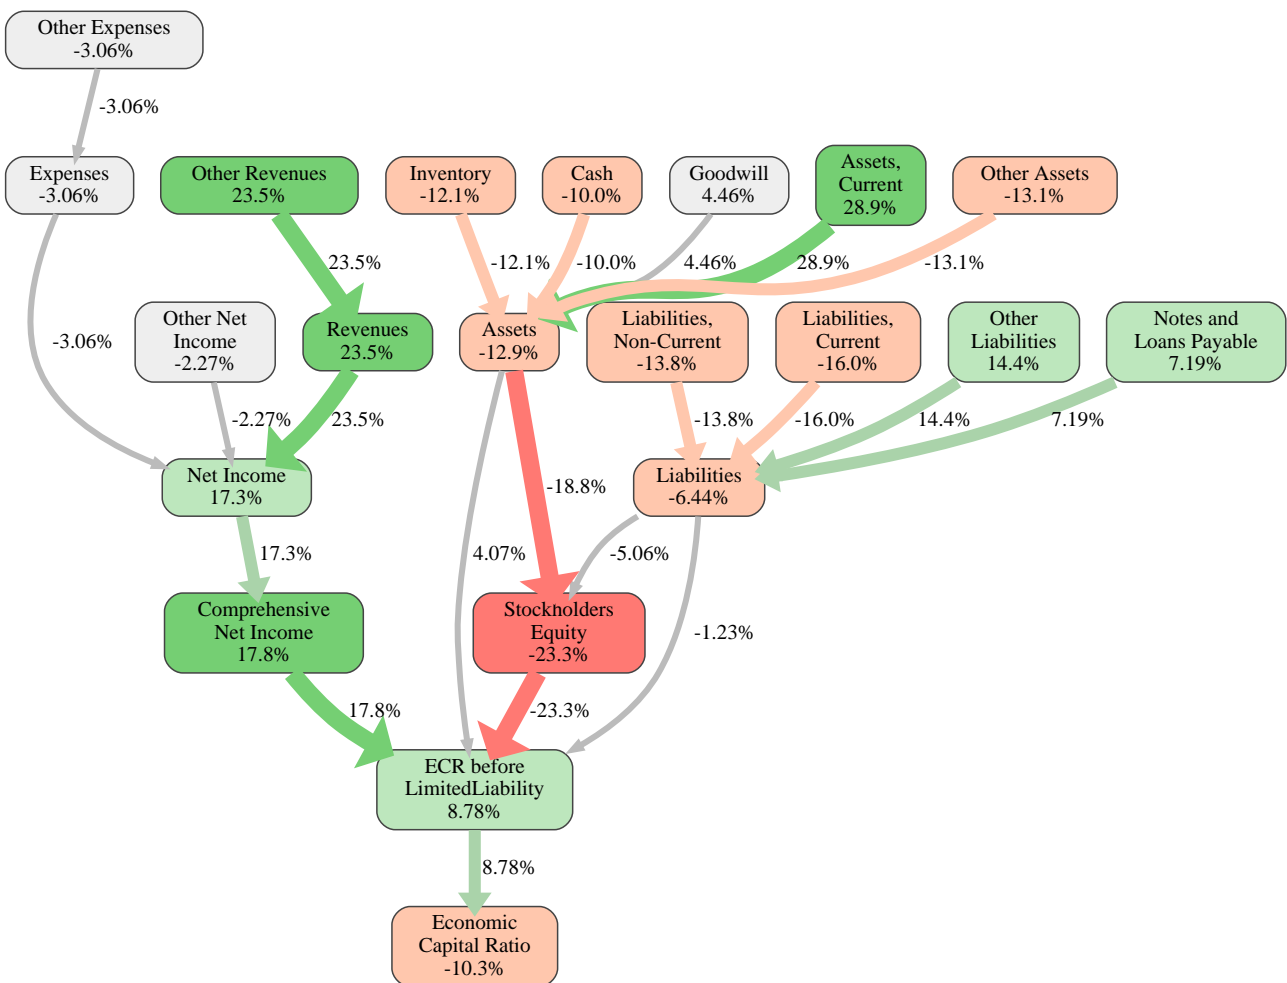 Other Expenses
-3.06%
-3.06%
Expenses
-3.06%
Other Revenues
23.5%
Inventory
-12.1%
Cash
-10.0%
Goodwill
4.46%
Assets,
Current
28.9%
Other Assets
-13.1%
23.5%
-12.1%
-10.0%
4.46%
28.9%
-13.1%
-3.06%
Other Net
Income
-2.27%
Revenues
23.5%
Assets
-12.9%
Liabilities,
Non-Current
-13.8%
Liabilities,
Current
-16.0%
Other
Liabilities
14.4%
Notes and
Loans Payable
7.19%
-2.27%
23.5%
-13.8%
-16.0%
14.4%
7.19%
Net Income
17.3%
-18.8%
Liabilities
-6.44%
17.3%
4.07%
-5.06%
Comprehensive
Net Income
17.8%
Stockholders
Equity
-23.3%
-1.23%
17.8%
-23.3%
ECR before
LimitedLiability
8.78%
8.78%
Economic
Capital Ratio
-10.3%